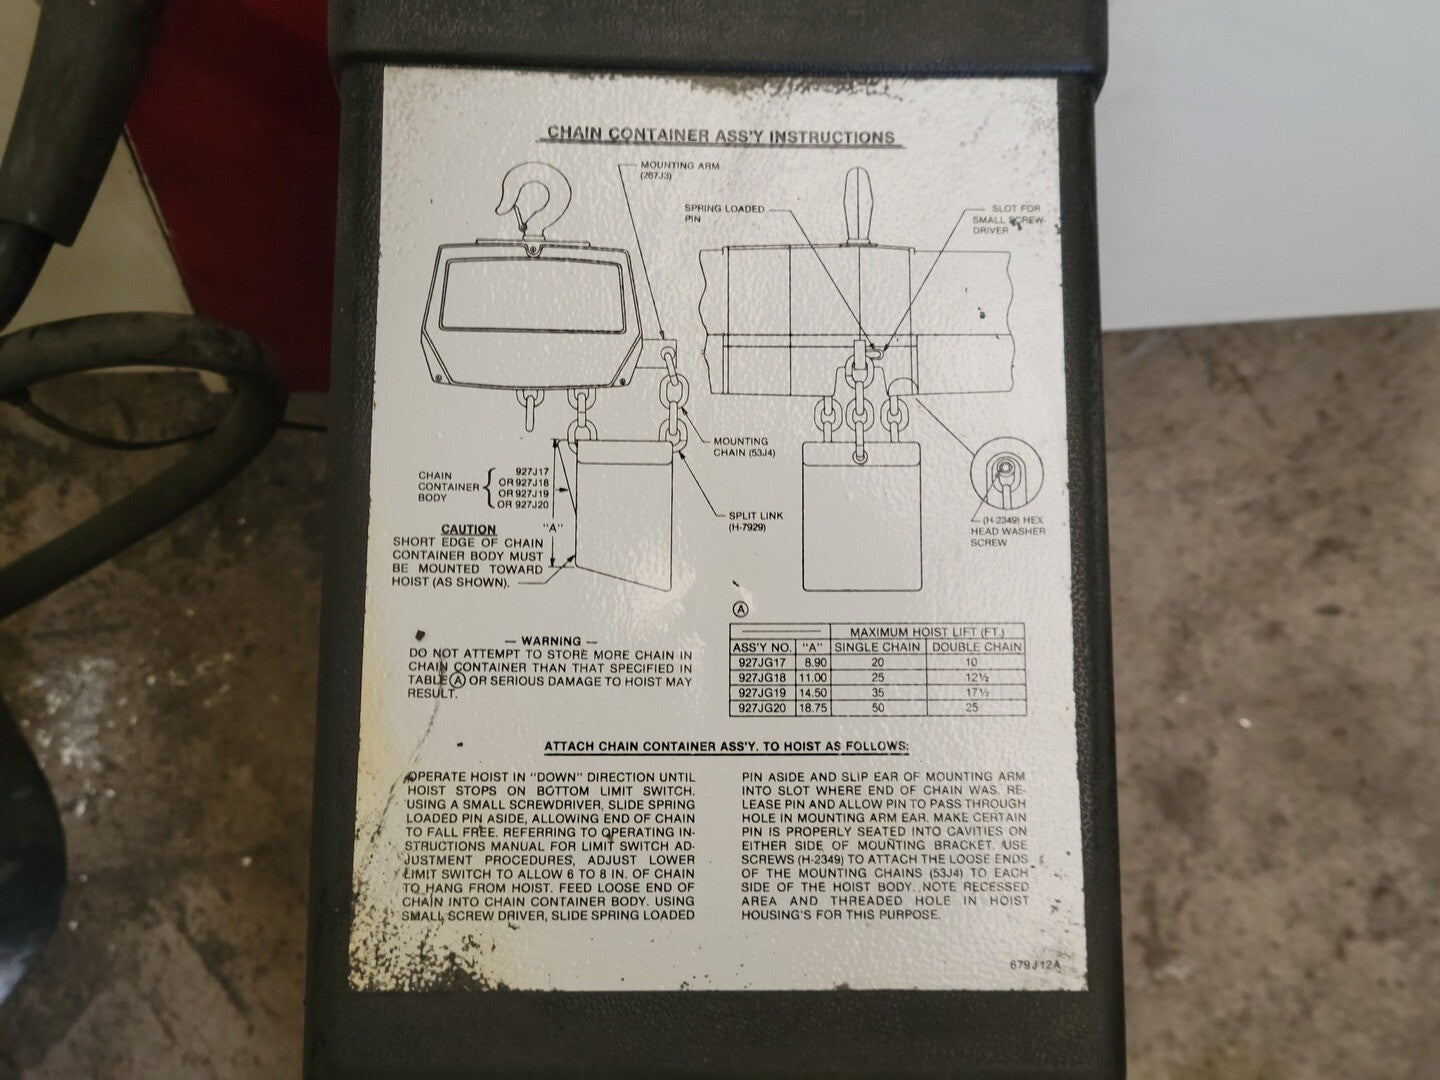 CHAIN CONTAINER ASS'Y INSTRUCTIONS
MOUNTING ARM
(267J3)
SPRING LOADED
PIN
SLOT FOR
SMALL SCREW-
DRIVER
MOUNTING
CHAIN (53J4)
CHAIN
CONTAINER
BODY
927J17
OR 927J18
OR 927J19
OR 927J20
"A"
SPLIT LINK
(H-7929)
(H-2349) HEX
HEAD WASHER
SCREW
CAUTION
SHORT EDGE OF CHAIN
CONTAINER BODY MUST
BE MOUNTED TOWARD
HOIST (AS SHOWN).
— WARNING —
DO NOT ATTEMPT TO STORE MORE CHAIN IN
CHAIN CONTAINER THAN THAT SPECIFIED IN
TABLE (A) OR SERIOUS DAMAGE TO HOIST MAY
RESULT.
(A)
MAXIMUM HOIST LIFT (FT.)
ASS'Y NO. "A" SINGLE CHAIN DOUBLE CHAIN
927JG17 8.90 20 10
927JG18 11.00 25 12½
927JG19 14.50 35 17½
927JG20 18.75 50 25
ATTACH CHAIN CONTAINER ASS'Y. TO HOIST AS FOLLOWS:
OPERATE HOIST IN "DOWN" DIRECTION UNTIL
HOIST STOPS ON BOTTOM LIMIT SWITCH.
USING A SMALL SCREWDRIVER, SLIDE SPRING
LOADED PIN ASIDE, ALLOWING END OF CHAIN
TO FALL FREE. REFERRING TO OPERATING IN-
STRUCTIONS MANUAL FOR LIMIT SWITCH AD-
JUSTMENT PROCEDURES, ADJUST LOWER
LIMIT SWITCH TO ALLOW 6 TO 8 IN. OF CHAIN
TO HANG FROM HOIST. FEED LOOSE END OF
CHAIN INTO CHAIN CONTAINER BODY. USING
SMALL SCREW DRIVER, SLIDE SPRING LOADED
PIN ASIDE AND SLIP EAR OF MOUNTING ARM
INTO SLOT WHERE END OF CHAIN WAS. RE-
LEASE PIN AND ALLOW PIN TO PASS THROUGH
HOLE IN MOUNTING ARM EAR. MAKE CERTAIN
PIN IS PROPERLY SEATED INTO CAVITIES ON
EITHER SIDE OF MOUNTING BRACKET. USE
SCREWS (H-2349) TO ATTACH THE LOOSE ENDS
OF THE MOUNTING CHAINS (53J4) TO EACH
SIDE OF THE HOIST BODY. NOTE RECESSED
AREA AND THREADED HOLE IN HOIST
HOUSING'S FOR THIS PURPOSE.
679J12A